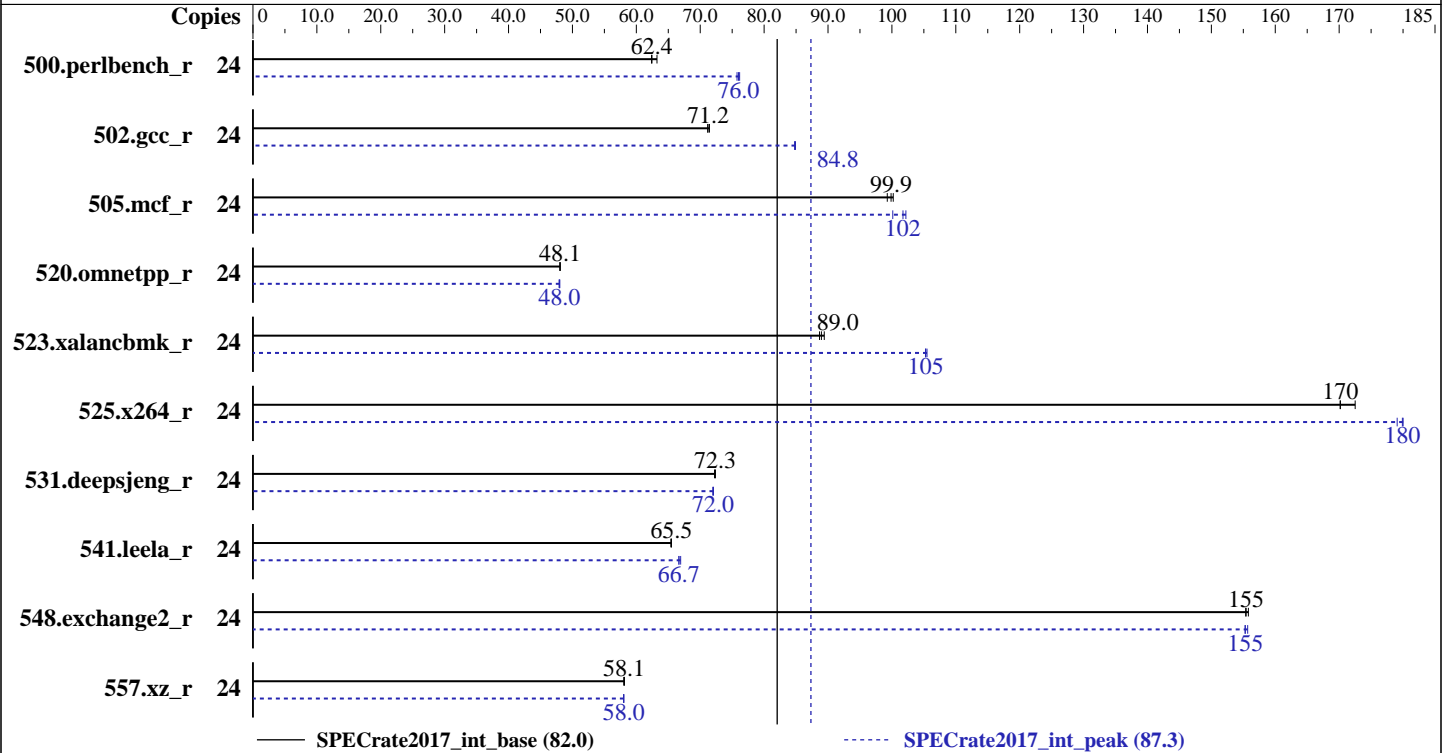 Copies 0 10.0 20.0 30.0 40.0 50.0 60.0 70.0 80.0 90.0 100 110 120 130 140 150 160 170 185
62.4
500.perlbench_r 24
76.0
71.2
502.gcc_r 24
84.8
99.9
505.mcf_r 24
102
48.1
520.omnetpp_r 24
48.0
89.0
523.xalancbmk_r 24
105
170
525.x264_r 24
180
72.3
531.deepsjeng_r 24
72.0
65.5
541.leela_r 24
66.7
155
548.exchange2_r 24
155
58.1
557.xz_r 24
58.0
SPECrate2017_int_base (82.0) SPECrate2017_int_peak (87.3)